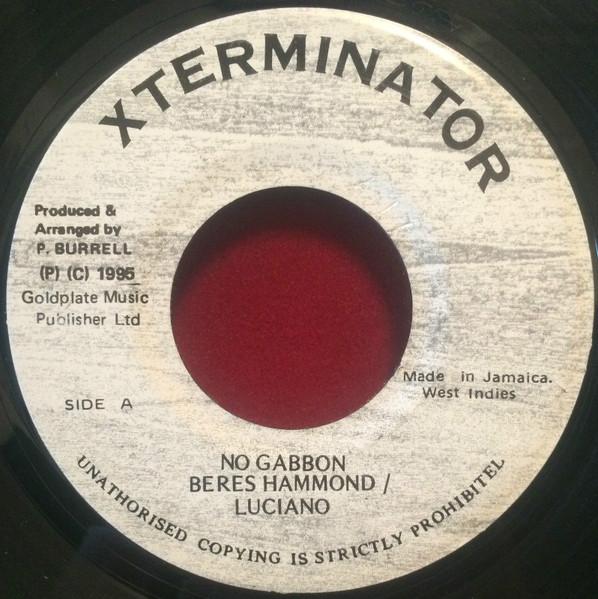 XTERMINATOR
Produced &
Arranged by
P. BURRELL
(P) (C) 1995
Goldplate Music
Publisher Ltd
Made in Jamaica.
West Indies
SIDE A
NO GABBON
BERES HAMMOND /
LUCIANO
UNATHORISED COPYING IS STRICTLY PROHIBITEL